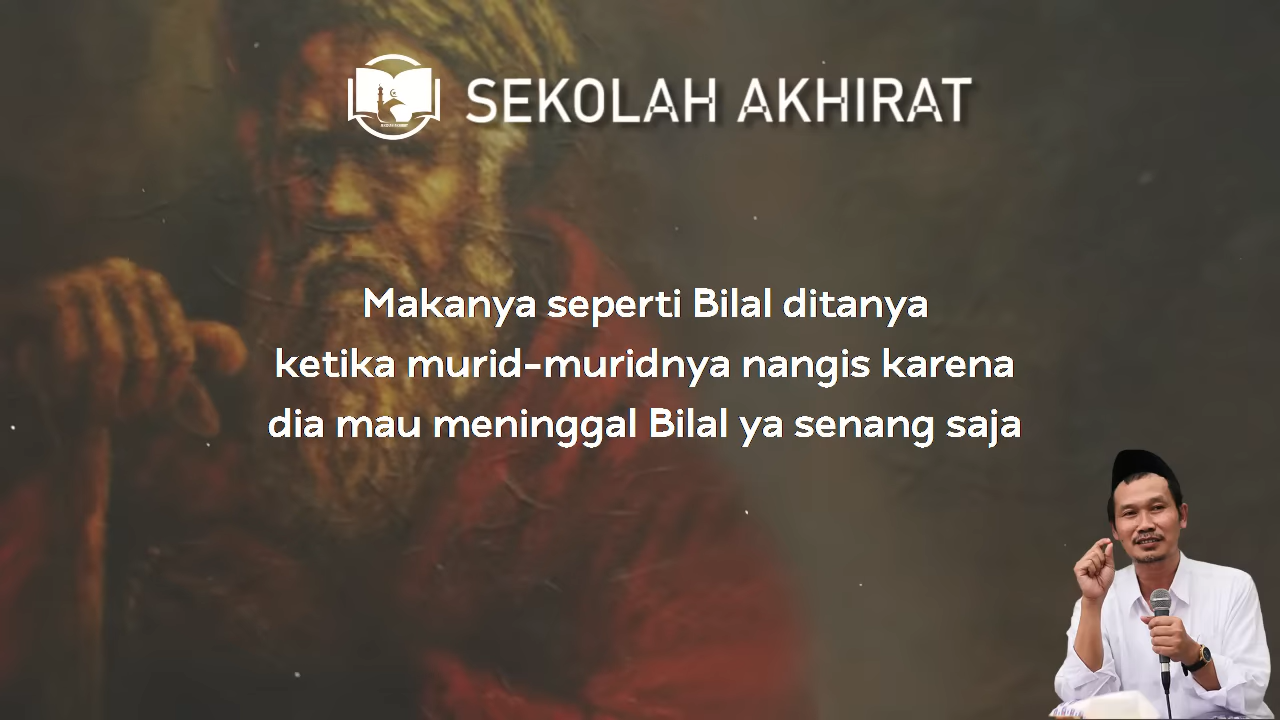 SEKOLAH AKHIRAT
Makanya seperti Bilal ditanya
ketika murid-muridnya nangis karena
dia mau meninggal Bilal ya senang saja